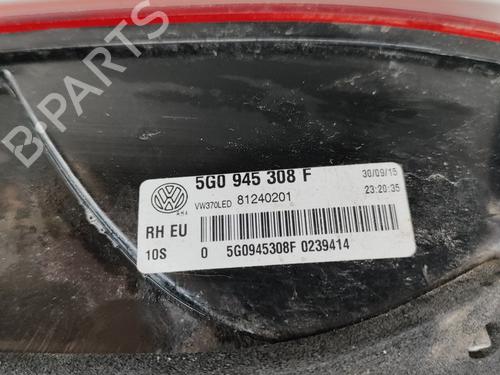 5G0 945 308 F
30/09/15
VW370LED 81240201
23:20:35
RH EU
10S
0 5G0945308F 0239414
B-PARTS